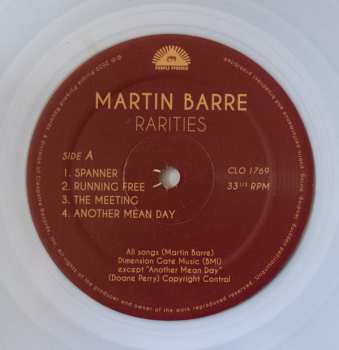 PURPLE PYRAMID
MARTIN BARRE
RARITIES
SIDE A
CLO 1769
33 1/3 RPM
1. SPANNER
2. RUNNING FREE
3. THE MEETING
4. ANOTHER MEAN DAY
All songs (Martin Barre)
Dimension Gate Music (BMI)
except "Another Mean Day"
(Doane Perry) Copyright Control